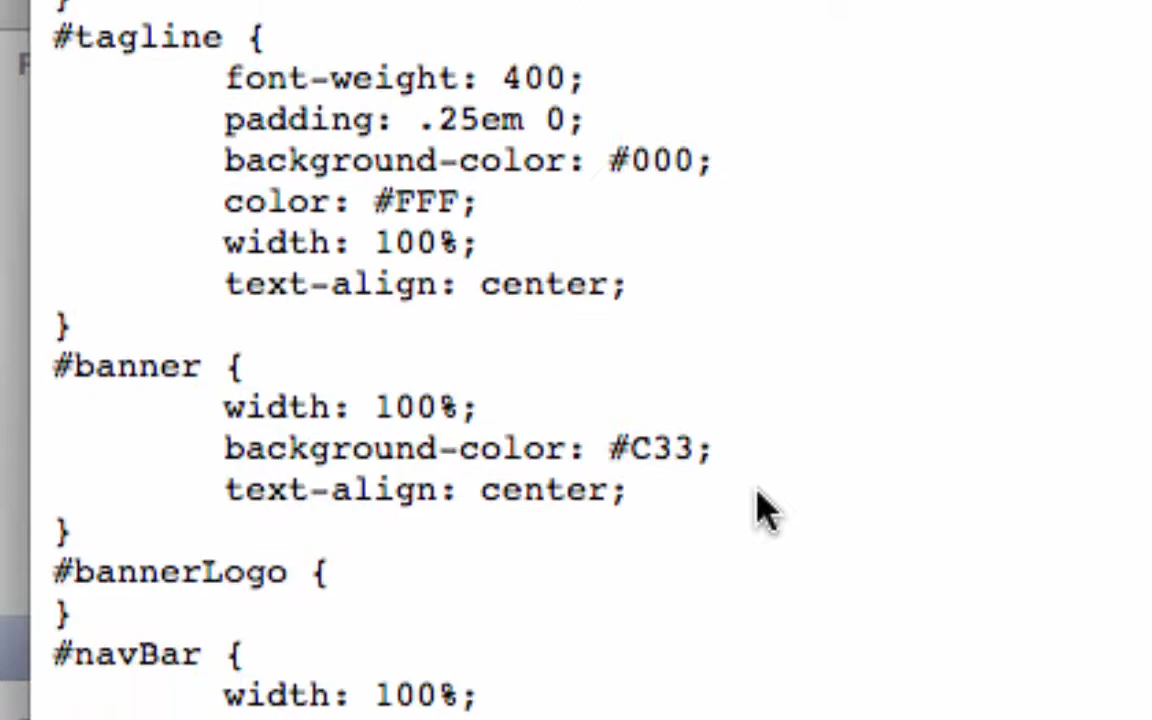 }
#tagline {
font-weight: 400;
padding: .25em 0;
background-color: #000;
color: #FFF;
width: 100%;
text-align: center;
}
#banner {
width: 100%;
background-color: #C33;
text-align: center;
}
#bannerLogo {
}
#navBar {
width: 100%;